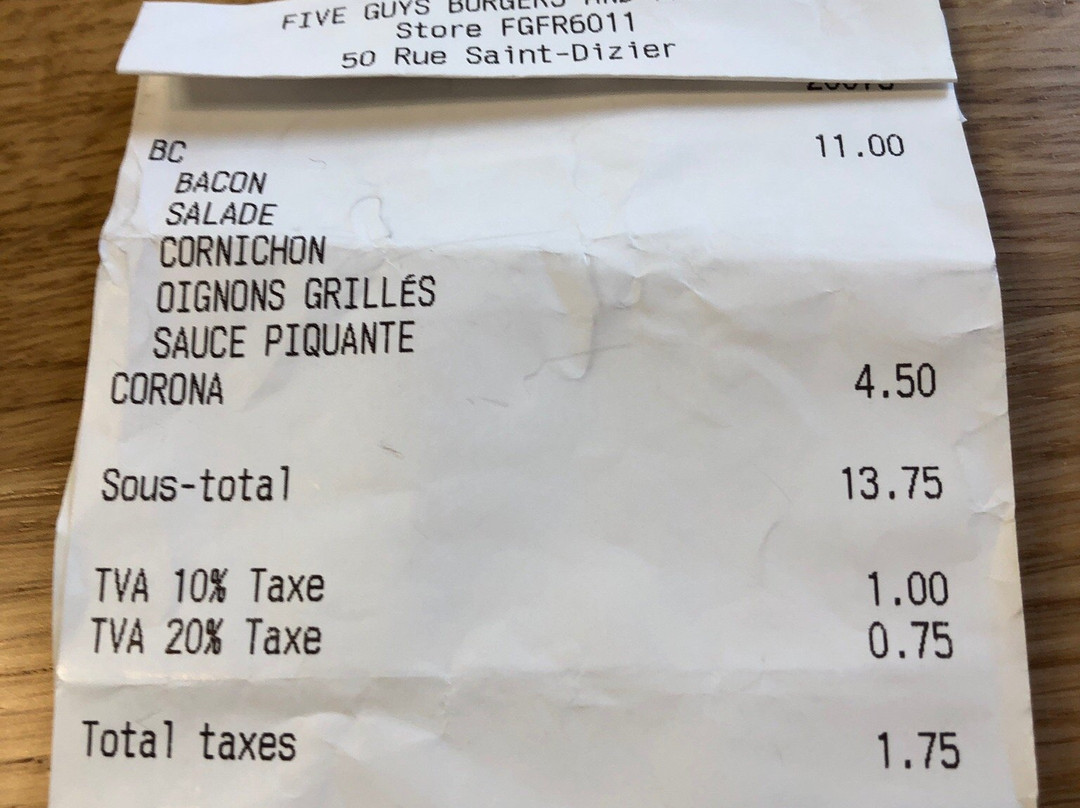 FIVE GUYS BURGERS AND
Store FGFR6011
50 Rue Saint-Dizier
BC 11.00
BACON
SALADE
CORNICHON
OIGNONS GRILLÉS
SAUCE PIQUANTE
CORONA 4.50
Sous-total 13.75
TVA 10% Taxe 1.00
TVA 20% Taxe 0.75
Total taxes 1.75